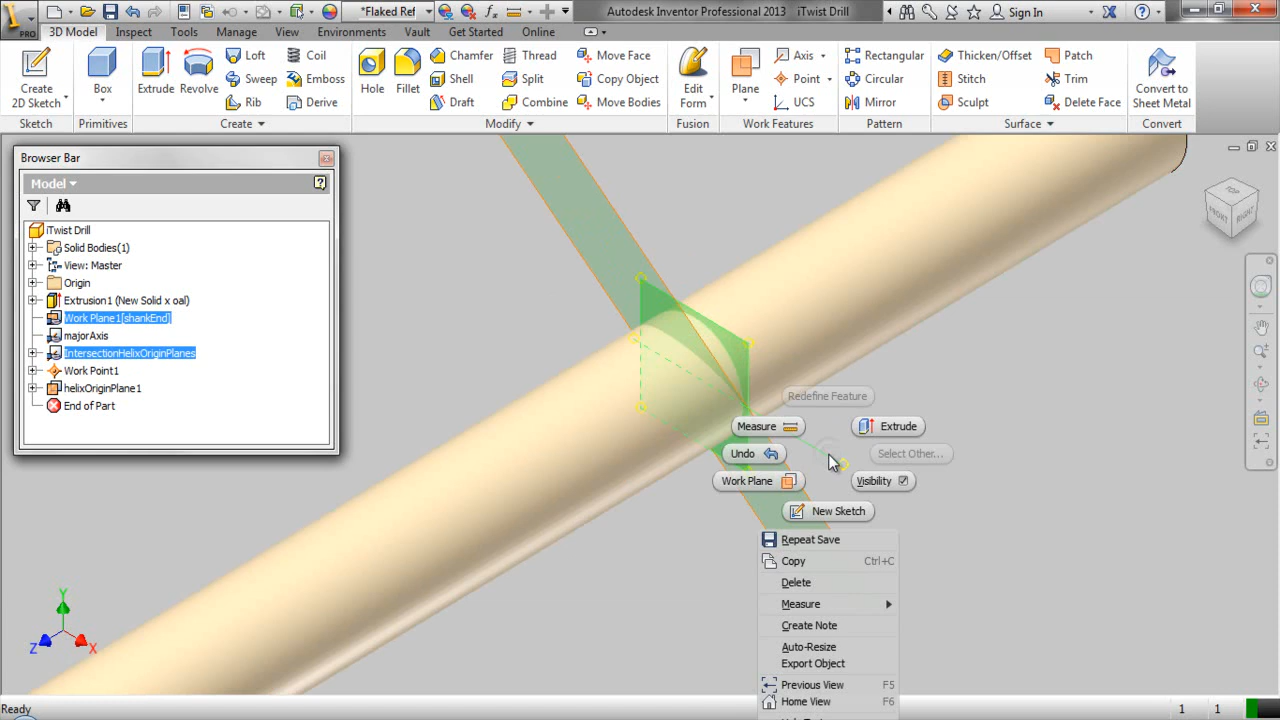 PRO
*Flaked Ref
Autodesk Inventor Professional 2013 iTwist Drill
Sign In
3D Model Inspect Tools Manage View Environments Vault Get Started Online
Create
2D Sketch
Sketch
Box
Primitives
Extrude
Revolve
Loft
Sweep
Rib
Coil
Emboss
Derive
Create
Hole
Fillet
Chamfer
Shell
Draft
Thread
Split
Combine
Move Face
Copy Object
Move Bodies
Modify
Edit
Form
Fusion
Plane
Axis
Point
UCS
Work Features
Rectangular
Circular
Mirror
Pattern
Thicken/Offset
Stitch
Sculpt
Patch
Trim
Delete Face
Surface
Convert to
Sheet Metal
Convert
Browser Bar
Model
iTwist Drill
Solid Bodies(1)
View: Master
Origin
Extrusion1 (New Solid x oal)
Work Plane1[shankEnd]
majorAxis
IntersectionHelixOriginPlanes
Work Point1
helixOriginPlane1
End of Part
FRONT
RIGHT
Redefine Feature
Measure
Extrude
Undo
Select Other...
Work Plane
Visibility
New Sketch
Repeat Save
Copy Ctrl+C
Delete
Measure
Create Note
Auto-Resize
Export Object
Previous View F5
Home View F6
Y
Z
X
Ready
1 1